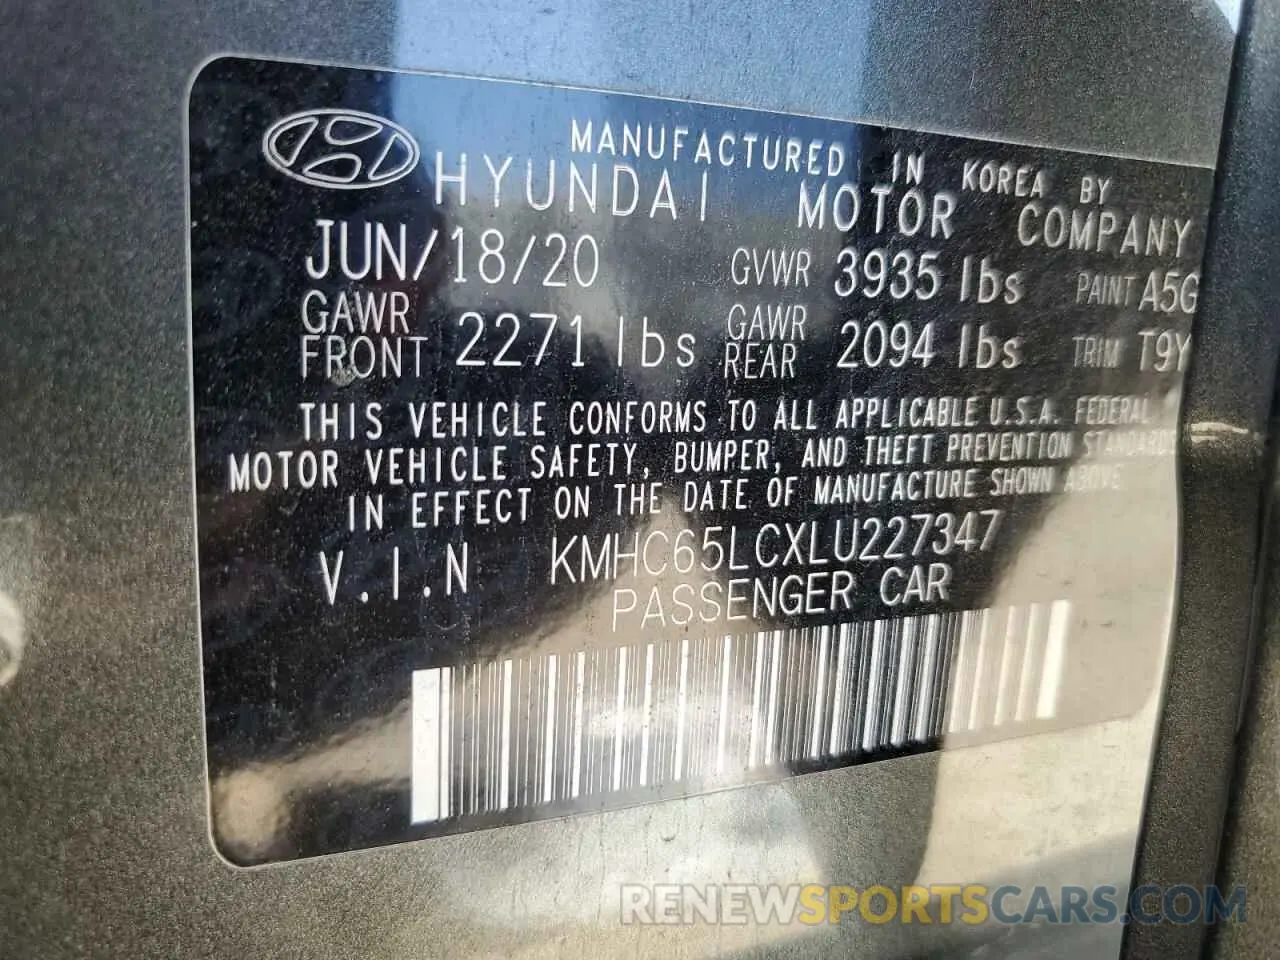 MANUFACTURED IN KOREA BY
HYUNDAI MOTOR COMPANY
JUN/18/20 GVWR 3935 lbs PAINT A5G
GAWR FRONT 2271 lbs GAWR REAR 2094 lbs TRIM T9Y
THIS VEHICLE CONFORMS TO ALL APPLICABLE U.S.A. FEDERAL
MOTOR VEHICLE SAFETY, BUMPER, AND THEFT PREVENTION STANDARDS
IN EFFECT ON THE DATE OF MANUFACTURE SHOWN ABOVE
V.I.N KMHC65LCXLU227347
PASSENGER CAR
RENEWSPORTSCARS.COM